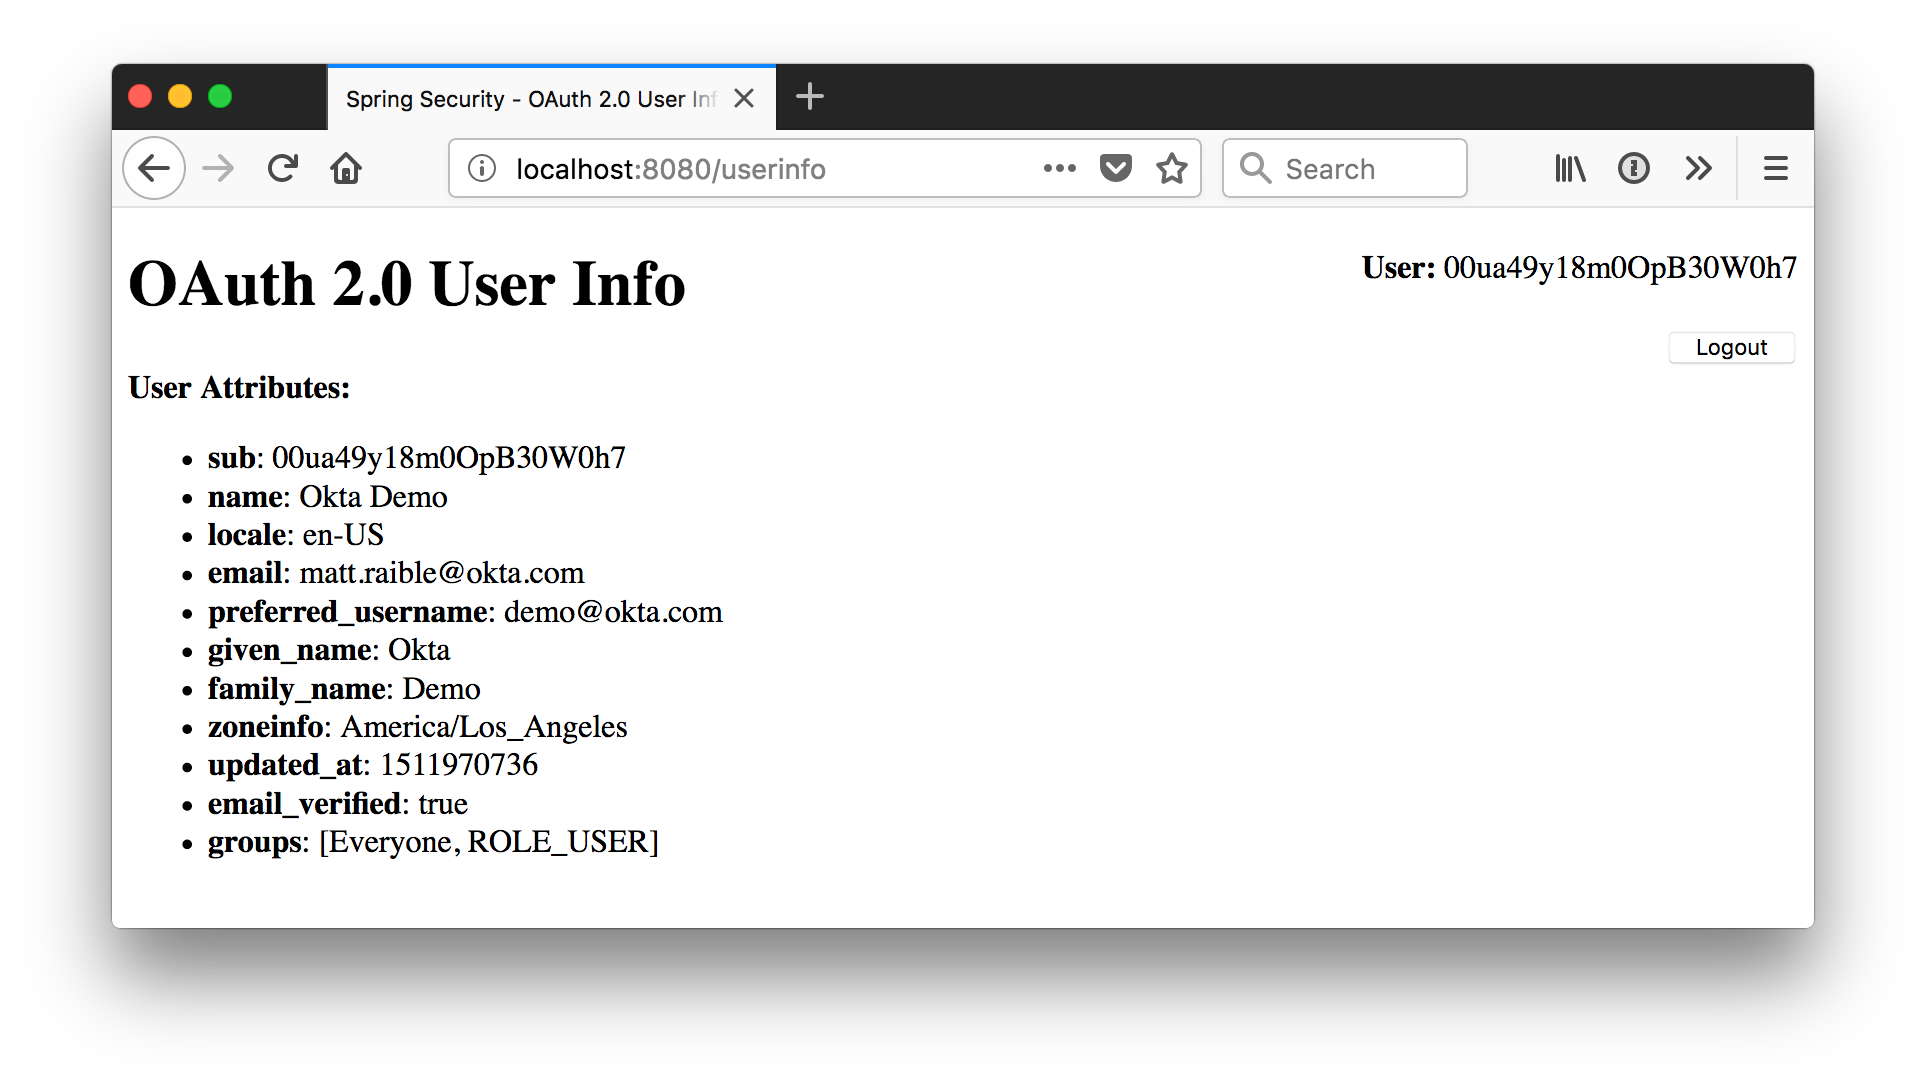 Spring Security - OAuth 2.0 User Inf
localhost:8080/userinfo
Search
OAuth 2.0 User Info
User: 00ua49y18m0OpB30W0h7
Logout
User Attributes:
sub: 00ua49y18m0OpB30W0h7
name: Okta Demo
locale: en-US
email: matt.raible@okta.com
preferred_username: demo@okta.com
given_name: Okta
family_name: Demo
zoneinfo: America/Los_Angeles
updated_at: 1511970736
email_verified: true
groups: [Everyone, ROLE_USER]